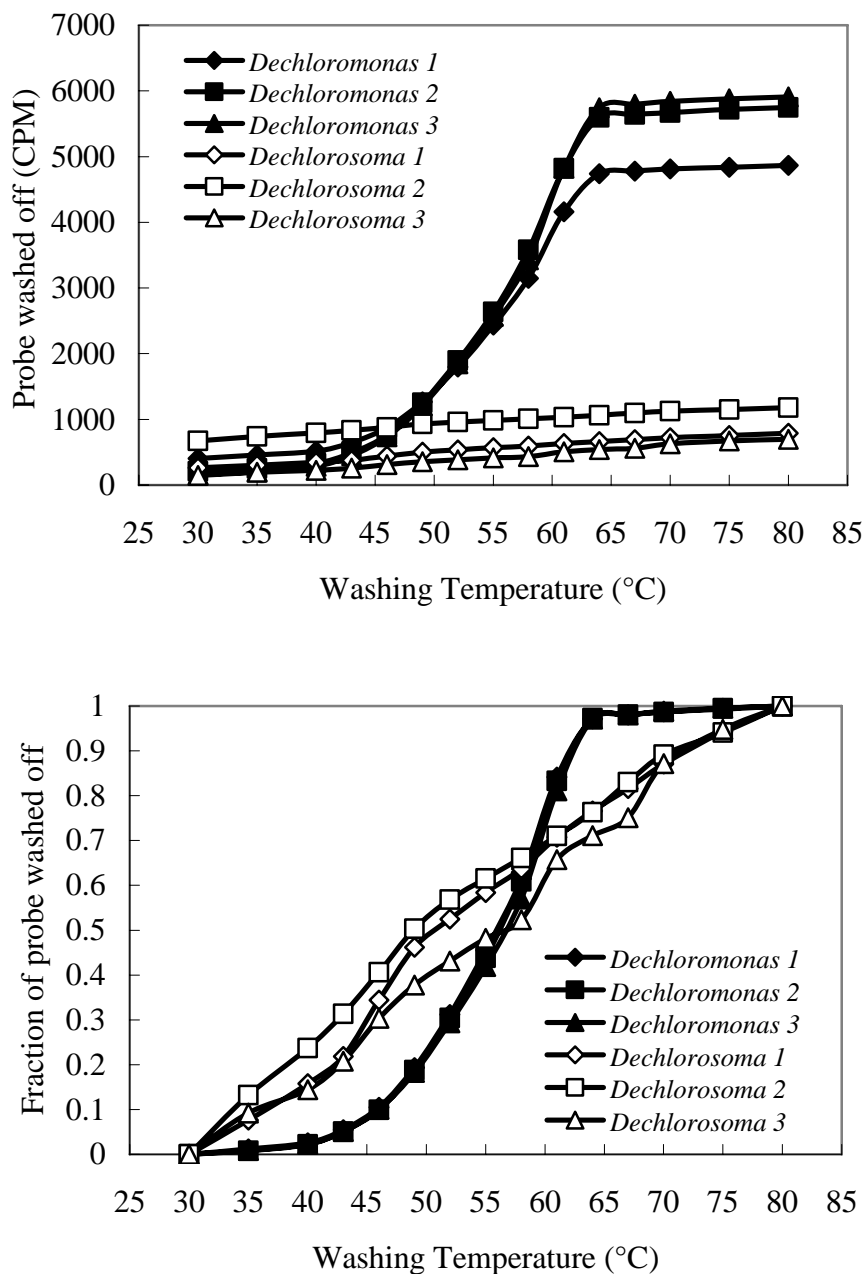 7000
6000
5000
4000
3000
2000
1000
0
Probe washed off (CPM)
Dechloromonas 1
Dechloromonas 2
Dechloromonas 3
Dechlorosoma 1
Dechlorosoma 2
Dechlorosoma 3
25 30 35 40 45 50 55 60 65 70 75 80 85
Washing Temperature (°C)
1
0.9
0.8
0.7
0.6
0.5
0.4
0.3
0.2
0.1
0
Fraction of probe washed off
Dechloromonas 1
Dechloromonas 2
Dechloromonas 3
Dechlorosoma 1
Dechlorosoma 2
Dechlorosoma 3
25 30 35 40 45 50 55 60 65 70 75 80 85
Washing Temperature (°C)